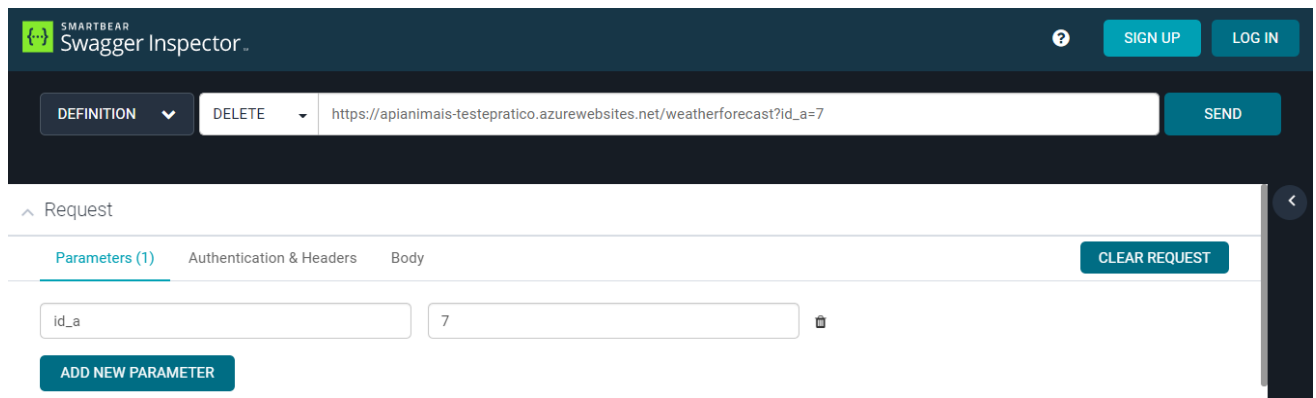 SMARTBEAR
Swagger Inspector
SIGN UP
LOG IN
DEFINITION
DELETE
https://apianimais-testepratico.azurewebsites.net/weatherforecast?id_a=7
SEND
Request
Parameters (1)
Authentication & Headers
Body
CLEAR REQUEST
id_a
7
ADD NEW PARAMETER